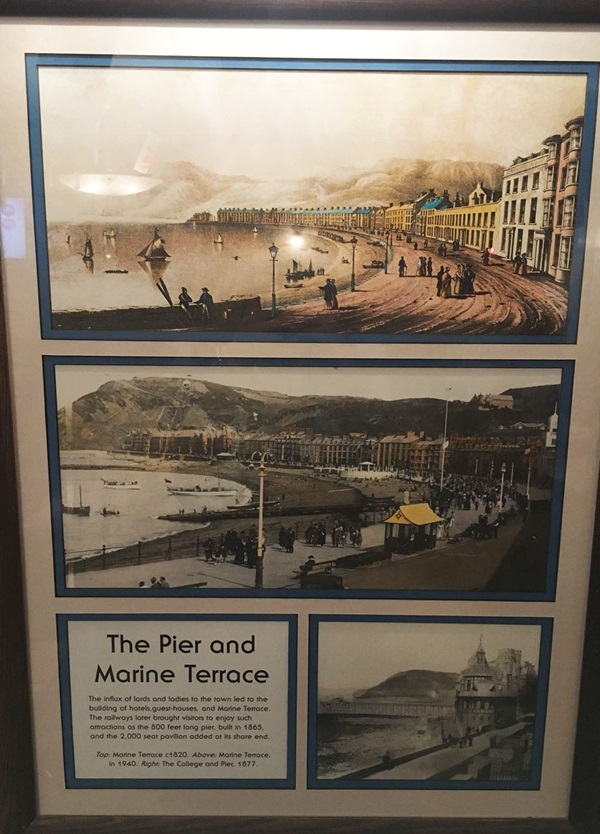 The Pier and
Marine Terrace
The influx of lords and ladies to the town led to the
building of hotels,guest-houses, and Marine Terrace.
The railways later brought visitors to enjoy such
attractions as the 800 feet long pier, built in 1865,
and the 2,000 seat pavilion added at its shore end.
Top: Marine Terrace c1820. Above: Marine Terrace,
in 1940. Right: The College and Pier, 1877.